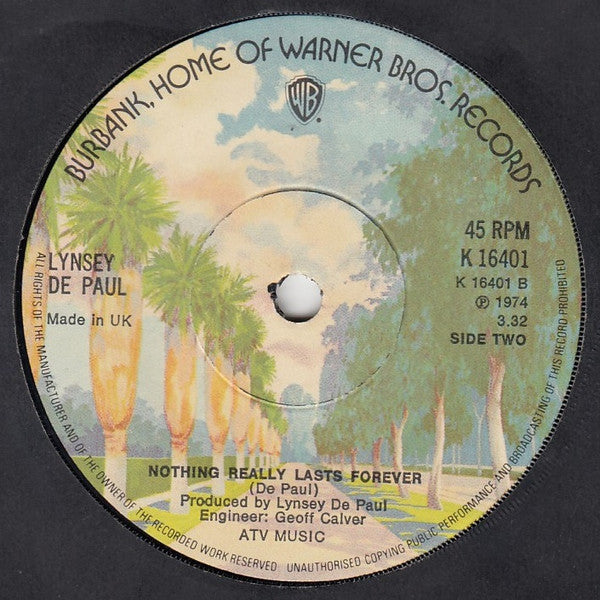 BURBANK, HOME OF WARNER BROS. RECORDS
WB
LYNSEY
DE PAUL
Made in UK
45 RPM
K 16401
K 16401 B
℗ 1974
3.32
SIDE TWO
NOTHING REALLY LASTS FOREVER
(De Paul)
Produced by Lynsey De Paul
Engineer: Geoff Calver
ATV MUSIC
ALL RIGHTS OF THE MANUFACTURER AND OF THE OWNER OF THE RECORDED WORK RESERVED UNAUTHORISED COPYING PUBLIC PERFORMANCE AND BROADCASTING OF THIS RECORD PROHIBITED